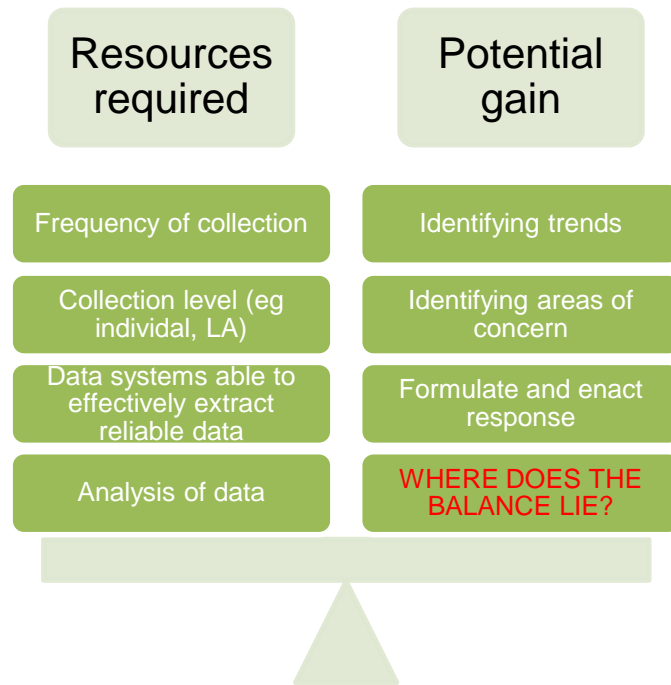 Resources
required
Potential
gain
Frequency of collection
Identifying trends
Collection level (eg
individal, LA)
Identifying areas of
concern
Data systems able to
effectively extract
reliable data
Formulate and enact
response
Analysis of data
WHERE DOES THE
BALANCE LIE?